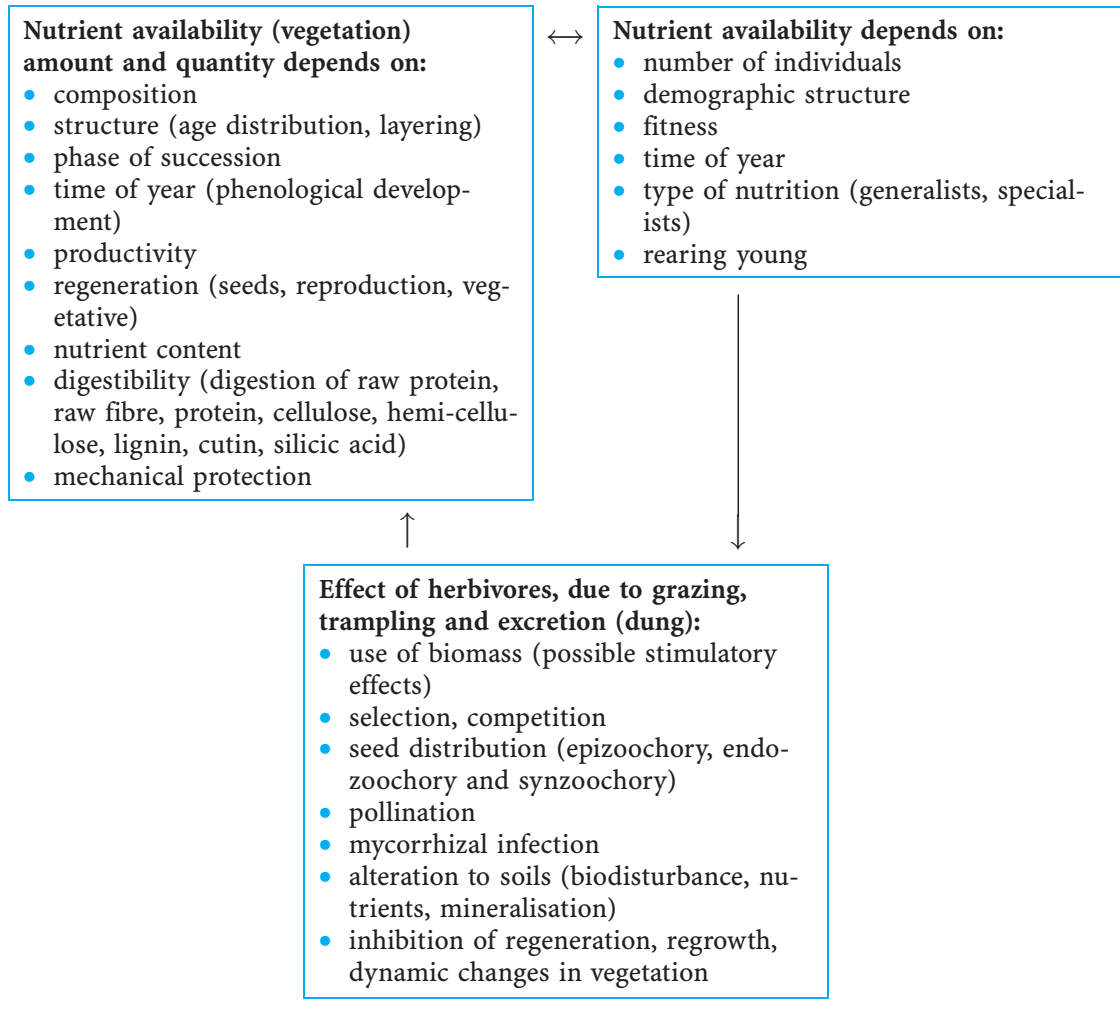 Nutrient availability (vegetation)
amount and quantity depends on:
• composition
• structure (age distribution, layering)
• phase of succession
• time of year (phenological develop-
ment)
• productivity
• regeneration (seeds, reproduction, veg-
etative)
• nutrient content
• digestibility (digestion of raw protein,
raw fibre, protein, cellulose, hemi-cellu-
lose, lignin, cutin, silicic acid)
• mechanical protection
Nutrient availability depends on:
• number of individuals
• demographic structure
• fitness
• time of year
• type of nutrition (generalists, special-
ists)
• rearing young
Effect of herbivores, due to grazing,
trampling and excretion (dung):
• use of biomass (possible stimulatory
effects)
• selection, competition
• seed distribution (epizoochory, endo-
zoochory and synzoochory)
• pollination
• mycorrhizal infection
• alteration to soils (biodisturbance, nu-
trients, mineralisation)
• inhibition of regeneration, regrowth,
dynamic changes in vegetation